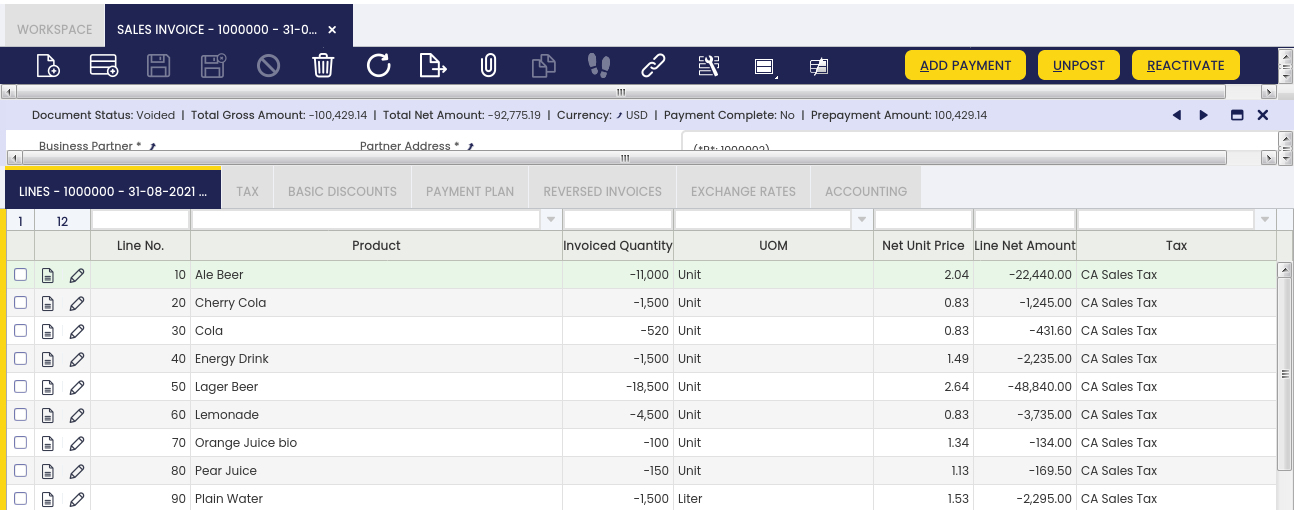 WORKSPACE SALES INVOICE - 1000000 - 31-0... ×
ADD PAYMENT UNPOST REACTIVATE
Document Status: Voided | Total Gross Amount: -100,429.14 | Total Net Amount: -92,775.19 | Currency: USD | Payment Complete: No | Prepayment Amount: 100,429.14
Business Partner * Partner Address *
LINES - 1000000 - 31-08-2021 ... TAX BASIC DISCOUNTS PAYMENT PLAN REVERSED INVOICES EXCHANGE RATES ACCOUNTING
1 12
Line No. Product Invoiced Quantity UOM Net Unit Price Line Net Amount Tax
10 Ale Beer -11,000 Unit 2.04 -22,440.00 CA Sales Tax
20 Cherry Cola -1,500 Unit 0.83 -1,245.00 CA Sales Tax
30 Cola -520 Unit 0.83 -431.60 CA Sales Tax
40 Energy Drink -1,500 Unit 1.49 -2,235.00 CA Sales Tax
50 Lager Beer -18,500 Unit 2.64 -48,840.00 CA Sales Tax
60 Lemonade -4,500 Unit 0.83 -3,735.00 CA Sales Tax
70 Orange Juice bio -100 Unit 1.34 -134.00 CA Sales Tax
80 Pear Juice -150 Unit 1.13 -169.50 CA Sales Tax
90 Plain Water -1,500 Liter 1.53 -2,295.00 CA Sales Tax